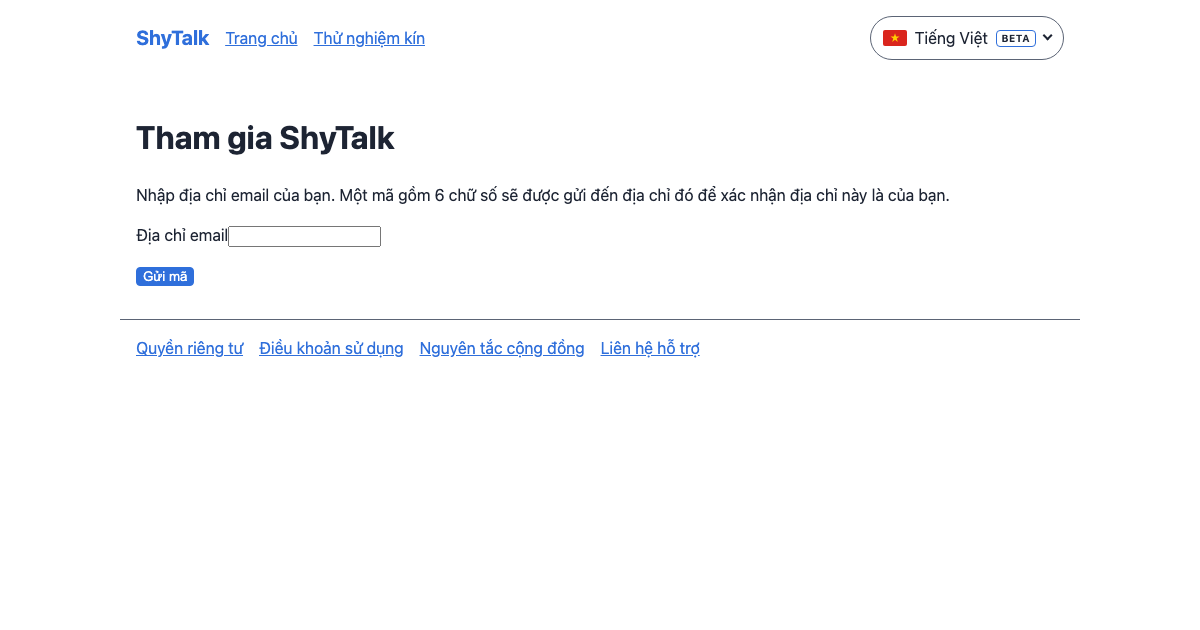 ShyTalk Trang chủ Thử nghiệm kín Tiếng Việt BETA
Tham gia ShyTalk
Nhập địa chỉ email của bạn. Một mã gồm 6 chữ số sẽ được gửi đến địa chỉ đó để xác nhận địa chỉ này là của bạn.
Địa chỉ email
Gửi mã
Quyền riêng tư Điều khoản sử dụng Nguyên tắc cộng đồng Liên hệ hỗ trợ